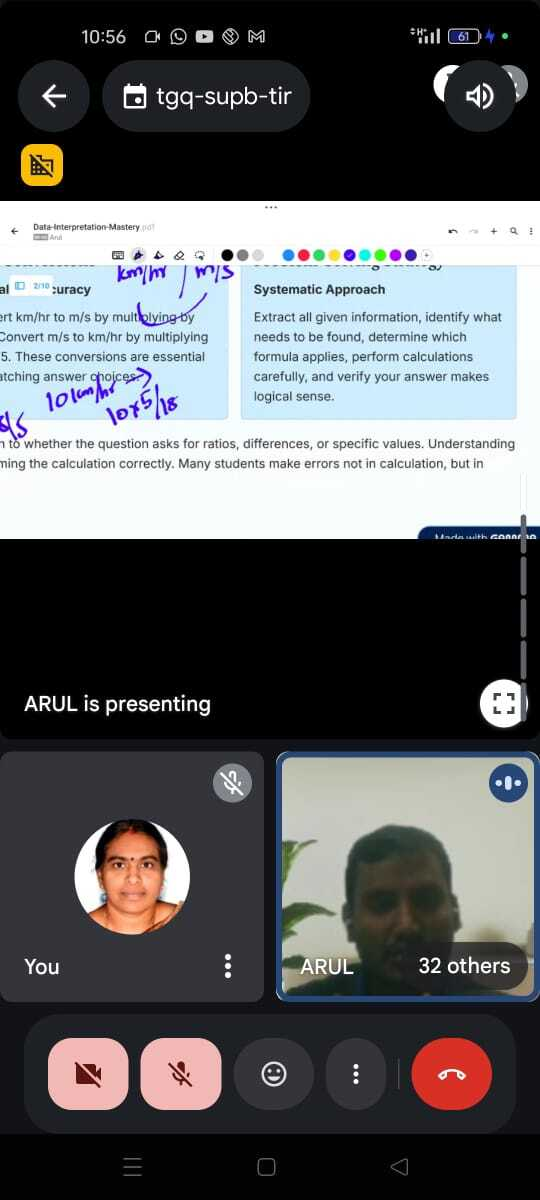 10:56
61
tgq-supb-tir
Data-Interpretation-Mastery.pdf
Arul
2/10
km/hr / m/s
curacy
Systematic Approach
ert km/hr to m/s by multiplying by
Extract all given information, identify what
Convert m/s to km/hr by multiplying
needs to be found, determine which
5. These conversions are essential
formula applies, perform calculations
atching answer choices.
carefully, and verify your answer makes
logical sense.
10 km/hr →
10x5/18
n to whether the question asks for ratios, differences, or specific values. Understanding
ming the calculation correctly. Many students make errors not in calculation, but in
Made with
ARUL is presenting
You
ARUL
32 others